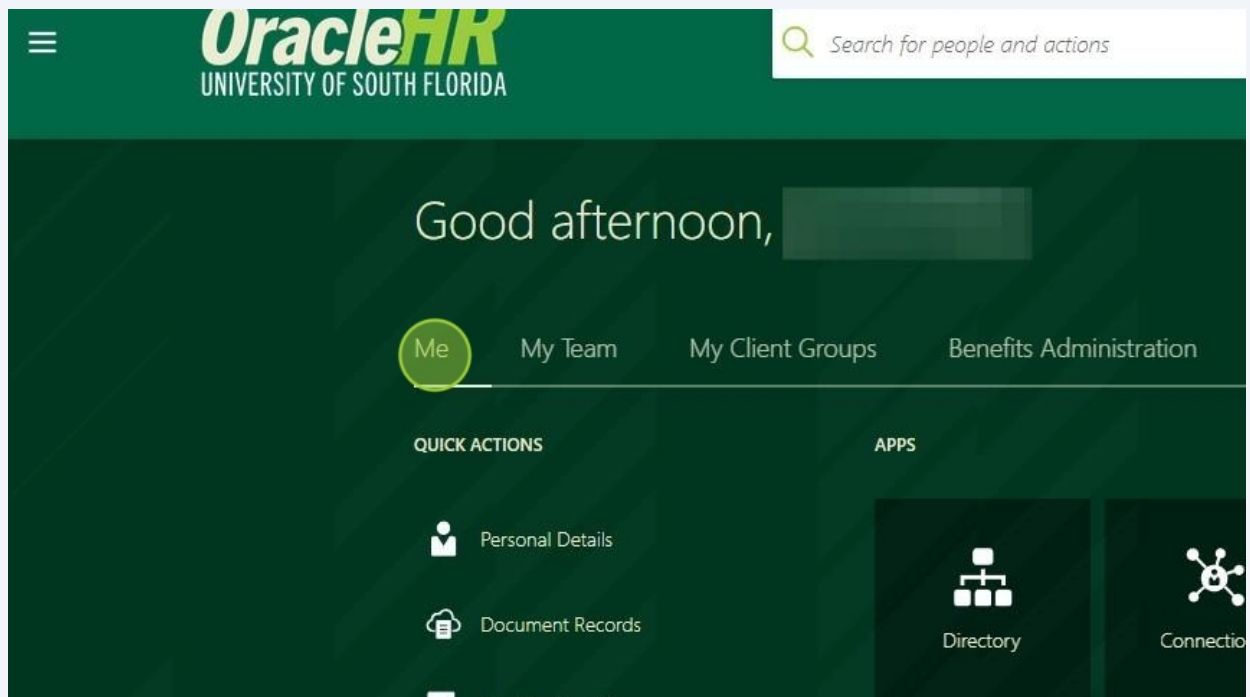 OracleHR
UNIVERSITY OF SOUTH FLORIDA
Search for people and actions
Good afternoon,
Me My Team My Client Groups Benefits Administration
QUICK ACTIONS
APPS
Personal Details
Document Records
Directory
Connectio